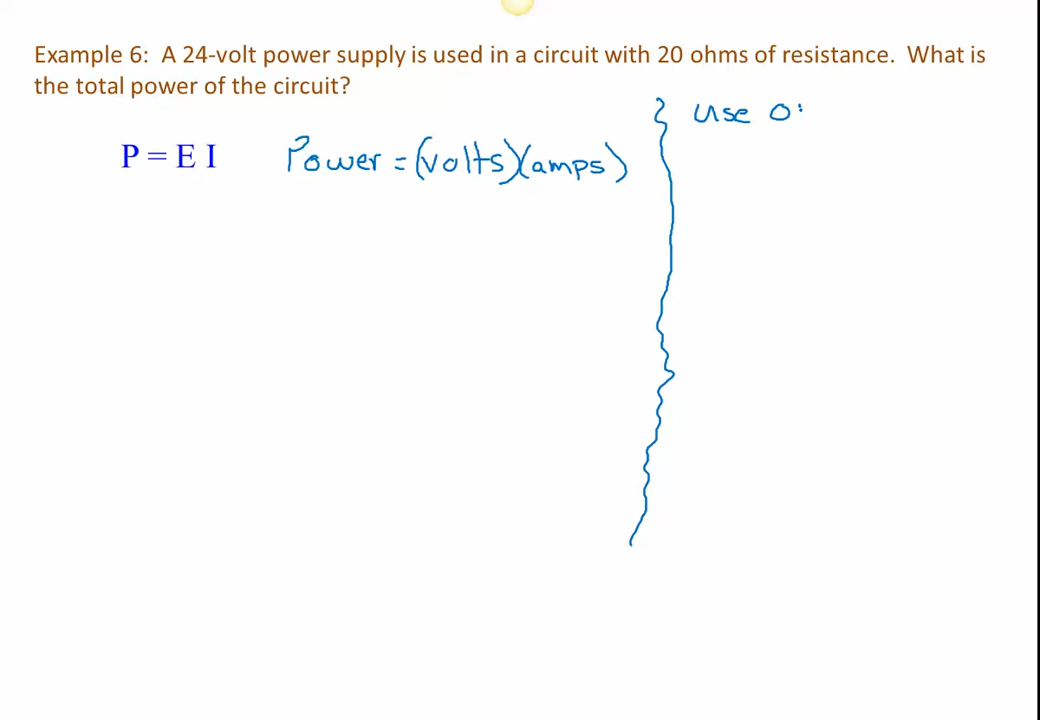 Example 6: A 24-volt power supply is used in a circuit with 20 ohms of resistance. What is
the total power of the circuit?
P = E I
Power = (volts)(amps)
use